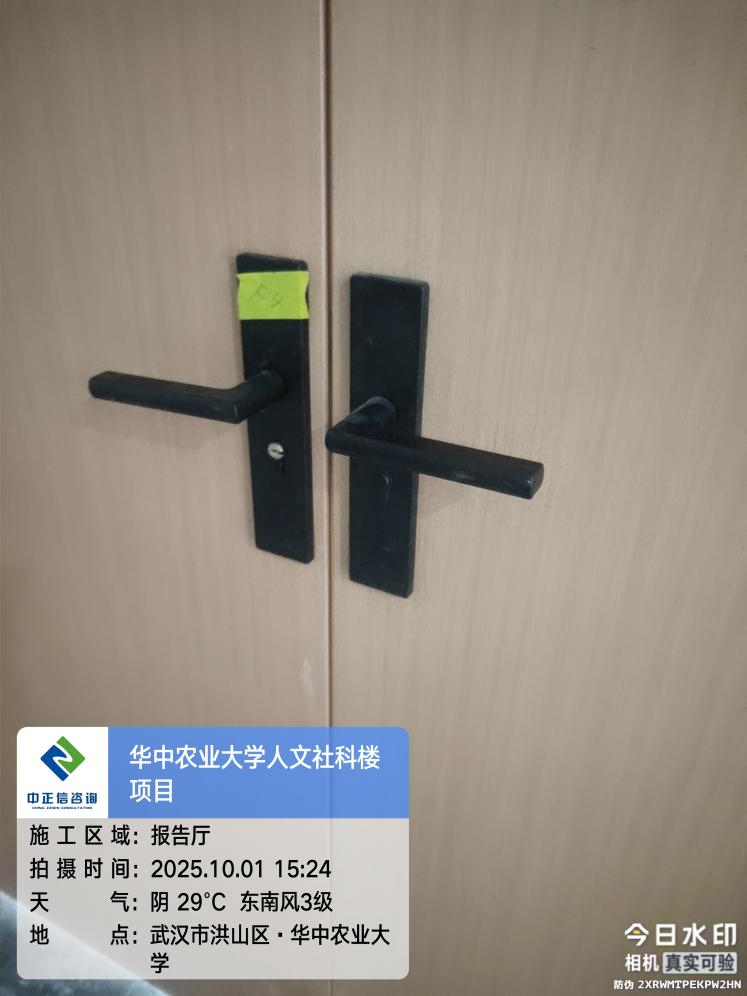 中正信咨询
华中农业大学人文社科楼
项目
施工区域：报告厅
拍摄时间：2025.10.01 15:24
天气：阴 29°C 东南风3级
地点：武汉市洪山区·华中农业大
学
今日水印
相机 真实可验
防伪 2XRWMTPEKPW2HN